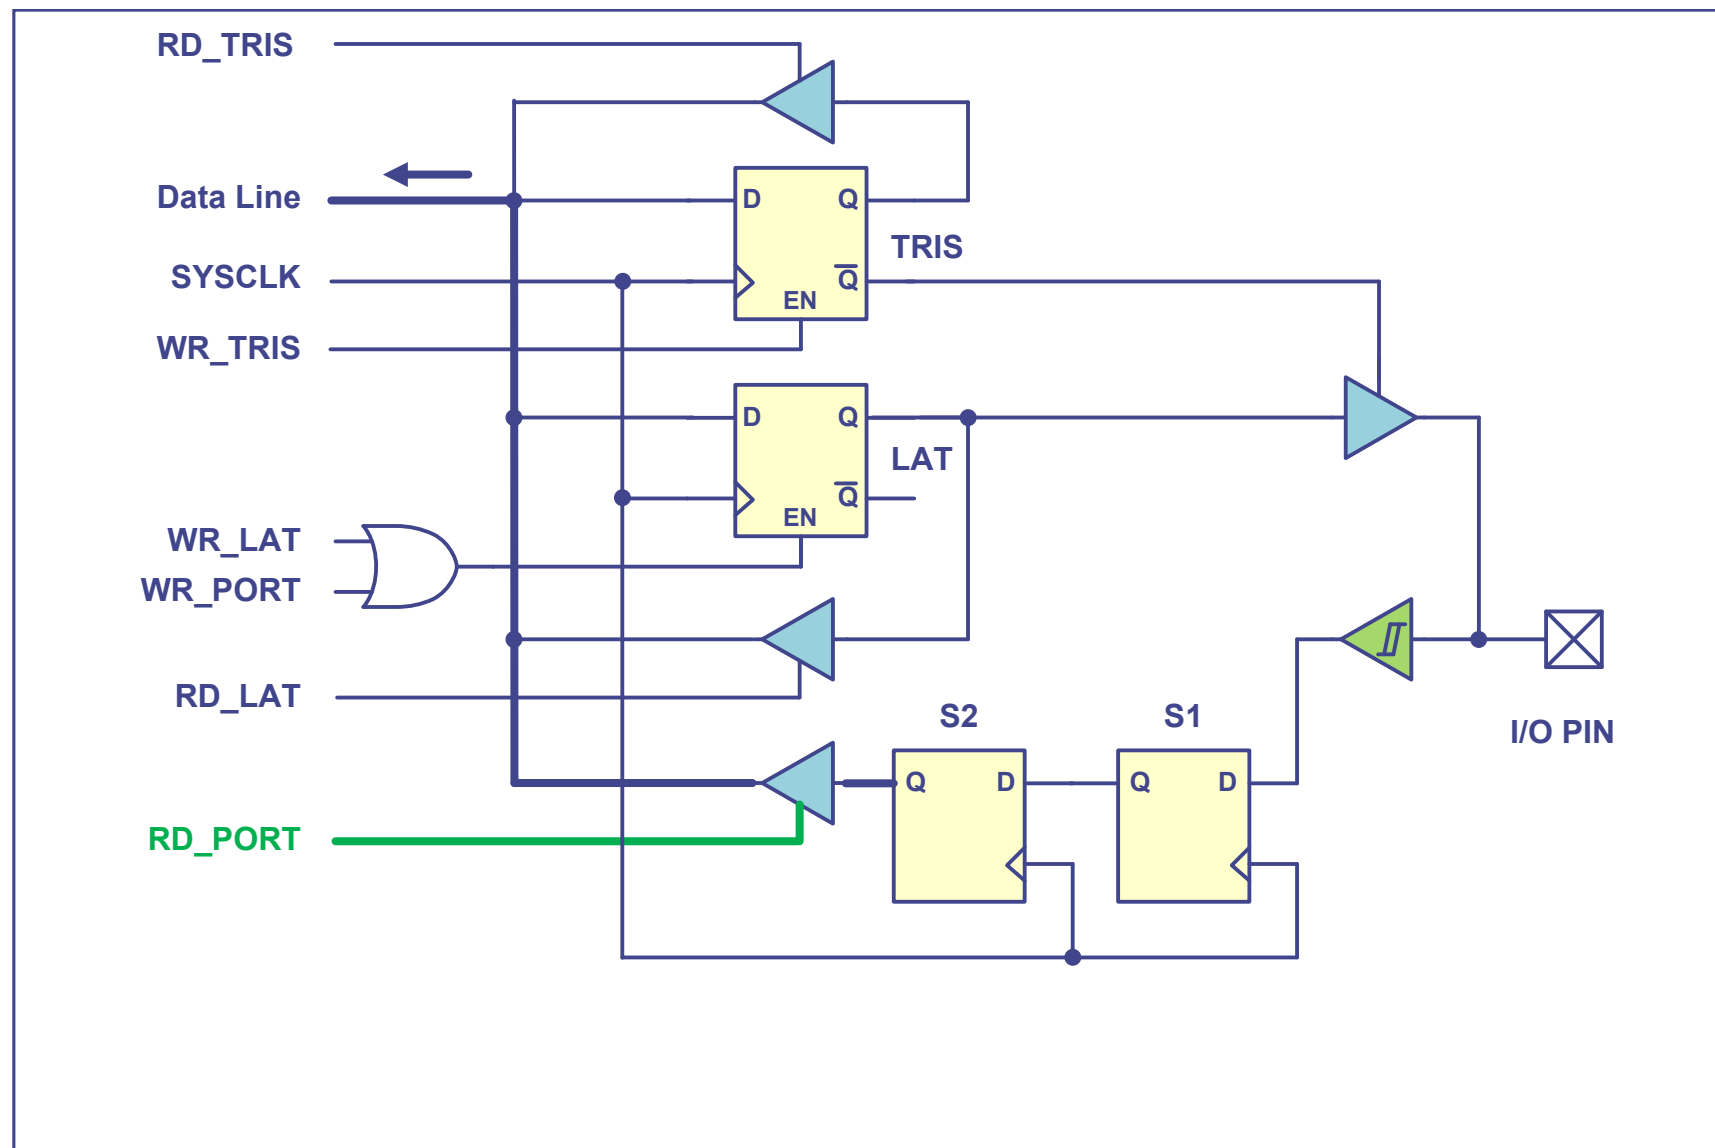 RD_TRIS
Data Line
D Q
TRIS
SYSCLK
Q
EN
WR_TRIS
D Q
LAT
Q
EN
WR_LAT
WR_PORT
RD_LAT
S2 S1
I/O PIN
Q D Q D
RD_PORT